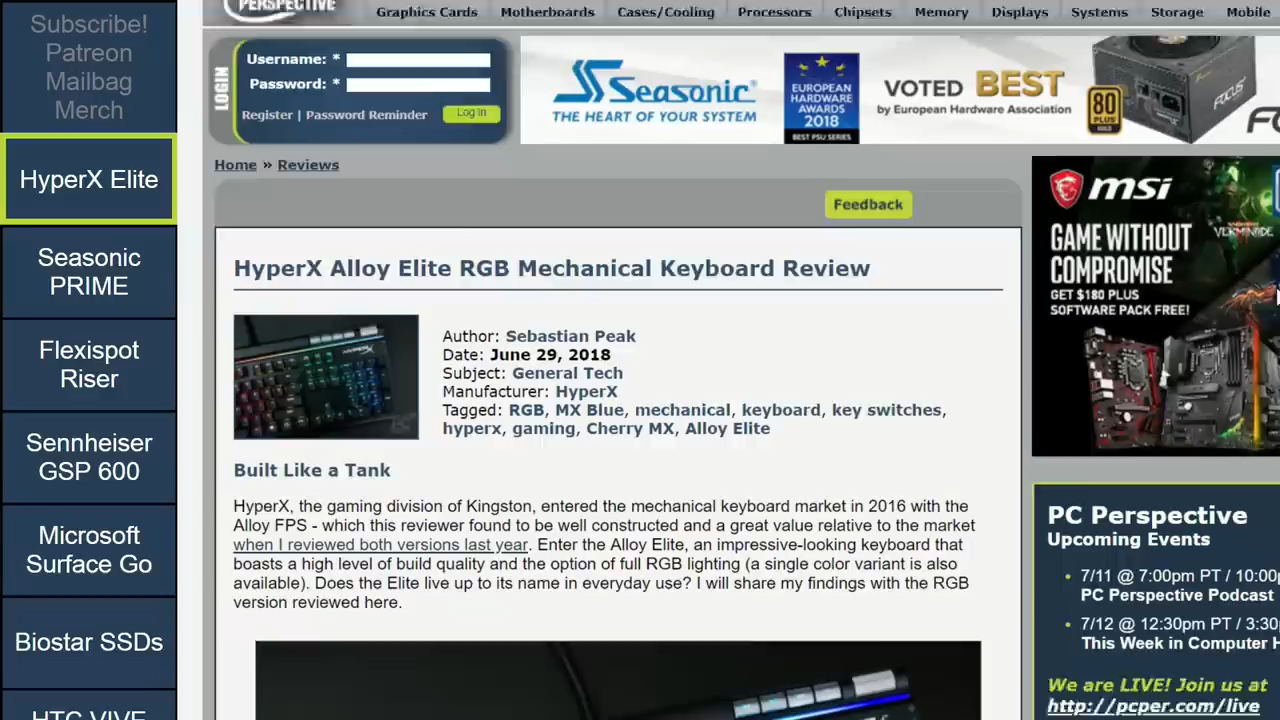 Subscribe!
Patreon
Mailbag
Merch
HyperX Elite
Seasonic
PRIME
Flexispot
Riser
Sennheiser
GSP 600
Microsoft
Surface Go
Biostar SSDs
HTC VIVE
PERSPECTIVE
Graphics Cards Motherboards Cases/Cooling Processors Chipsets Memory Displays Systems Storage Mobile
LOGIN
Username: *
Password: *
Register | Password Reminder Log in
Seasonic
THE HEART OF YOUR SYSTEM
EUROPEAN
HARDWARE
AWARDS
2018
BEST PSU SERIES
VOTED BEST
by European Hardware Association
80
PLUS
GOLD
FOCUS
Home » Reviews
Feedback
HyperX Alloy Elite RGB Mechanical Keyboard Review
Author: Sebastian Peak
Date: June 29, 2018
Subject: General Tech
Manufacturer: HyperX
Tagged: RGB, MX Blue, mechanical, keyboard, key switches,
hyperx, gaming, Cherry MX, Alloy Elite
Built Like a Tank
HyperX, the gaming division of Kingston, entered the mechanical keyboard market in 2016 with the
Alloy FPS - which this reviewer found to be well constructed and a great value relative to the market
when I reviewed both versions last year. Enter the Alloy Elite, an impressive-looking keyboard that
boasts a high level of build quality and the option of full RGB lighting (a single color variant is also
available). Does the Elite live up to its name in everyday use? I will share my findings with the RGB
version reviewed here.
msi
GAME WITHOUT
COMPROMISE
GET $180 PLUS
SOFTWARE PACK FREE!
VERMINTIDE
PC Perspective
Upcoming Events
• 7/11 @ 7:00pm PT / 10:00p
PC Perspective Podcast
• 7/12 @ 12:30pm PT / 3:30p
This Week in Computer H
We are LIVE! Join us at
http://pcper.com/live